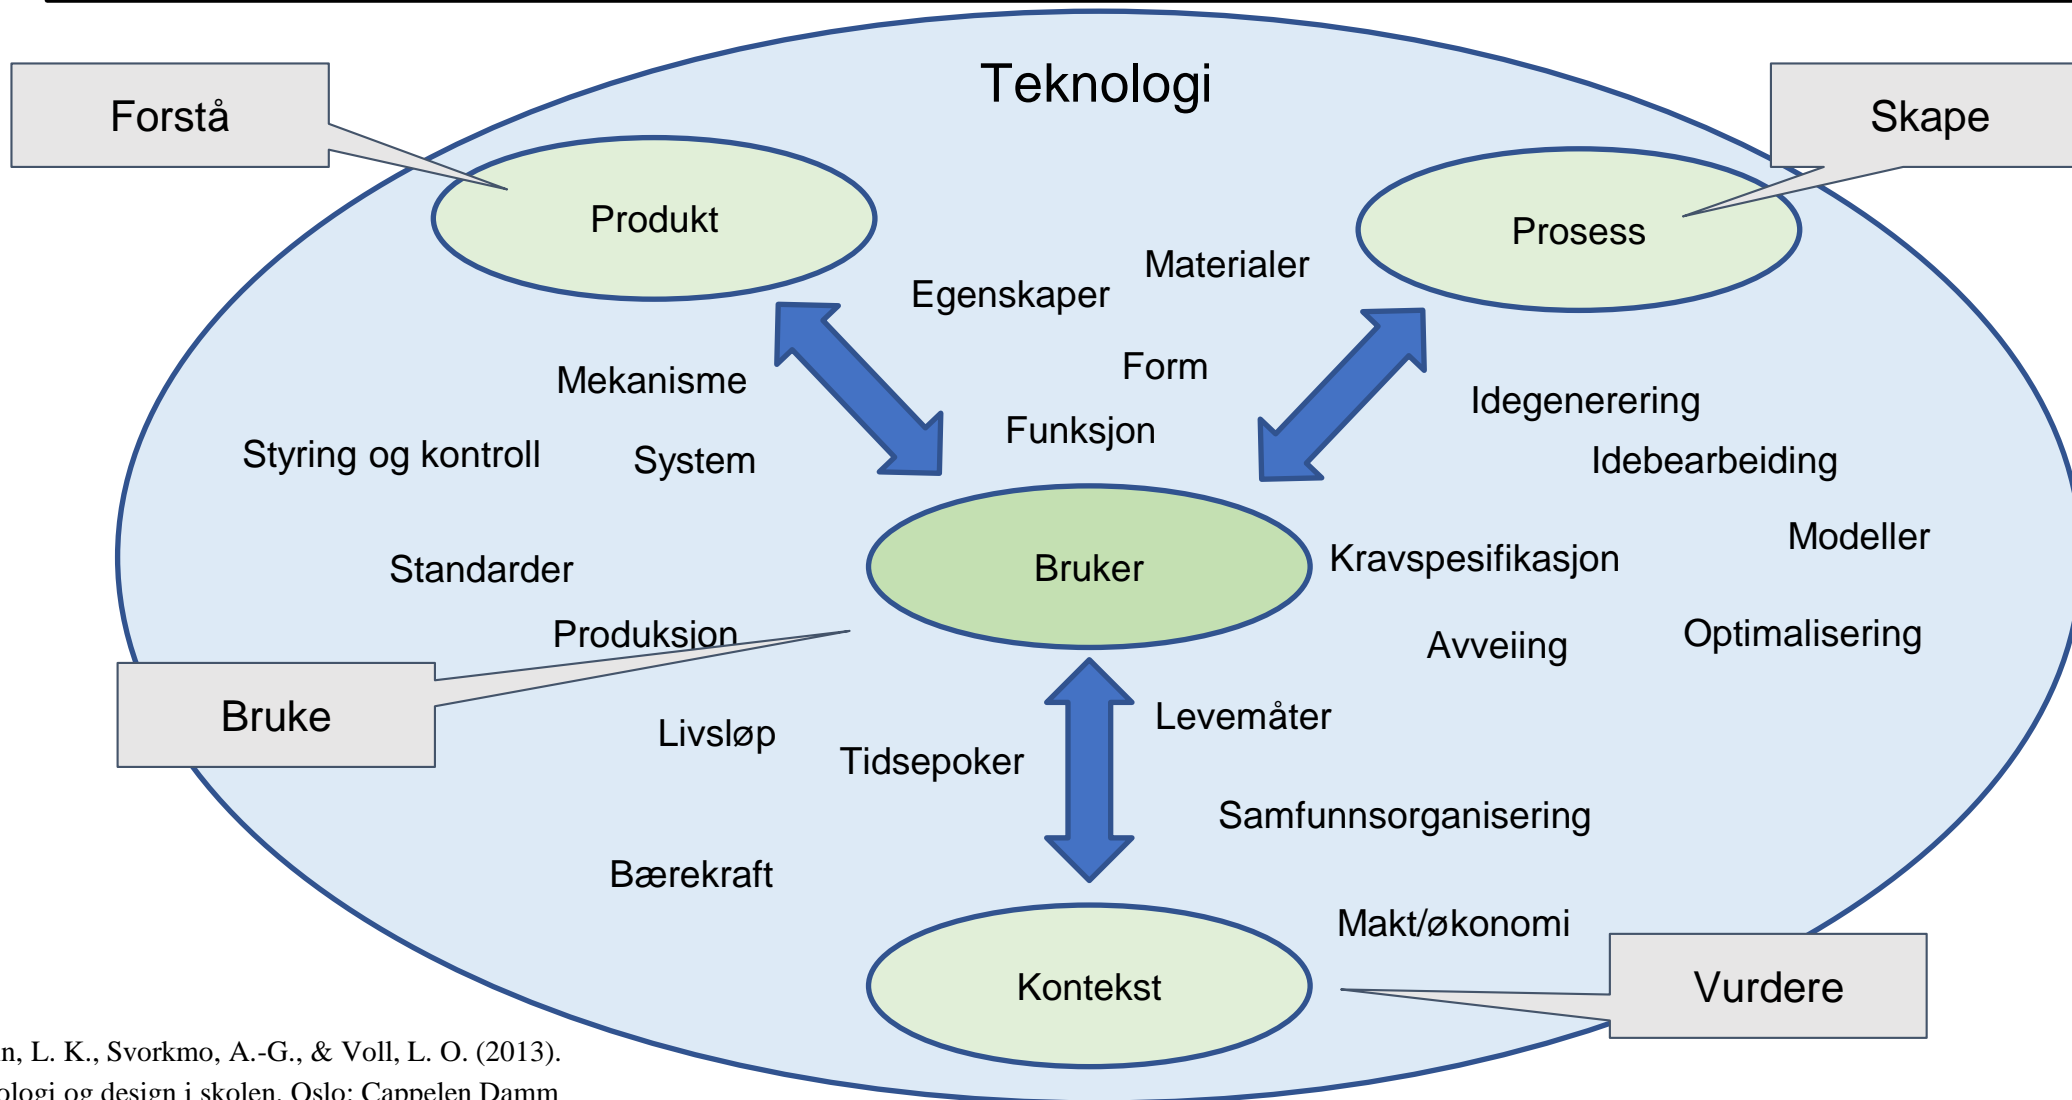 Teknologi
Forstå
Skape
Produkt
Prosess
Materialer
Egenskaper
Form
Mekanisme
Idegenerering
Funksjon
Styring og kontroll
System
Idebearbeiding
Modeller
Kravspesifikasjon
Standarder
Bruker
Produksjon
Avveiing
Optimalisering
Bruke
Livsløp
Levemåter
Tidsepoker
Samfunnsorganisering
Bærekraft
Makt/økonomi
Kontekst
Vurdere
L. K., Svorkmo, A.-G., & Voll, L. O. (2013).
og design i skolen. Oslo: Cappelen Damm